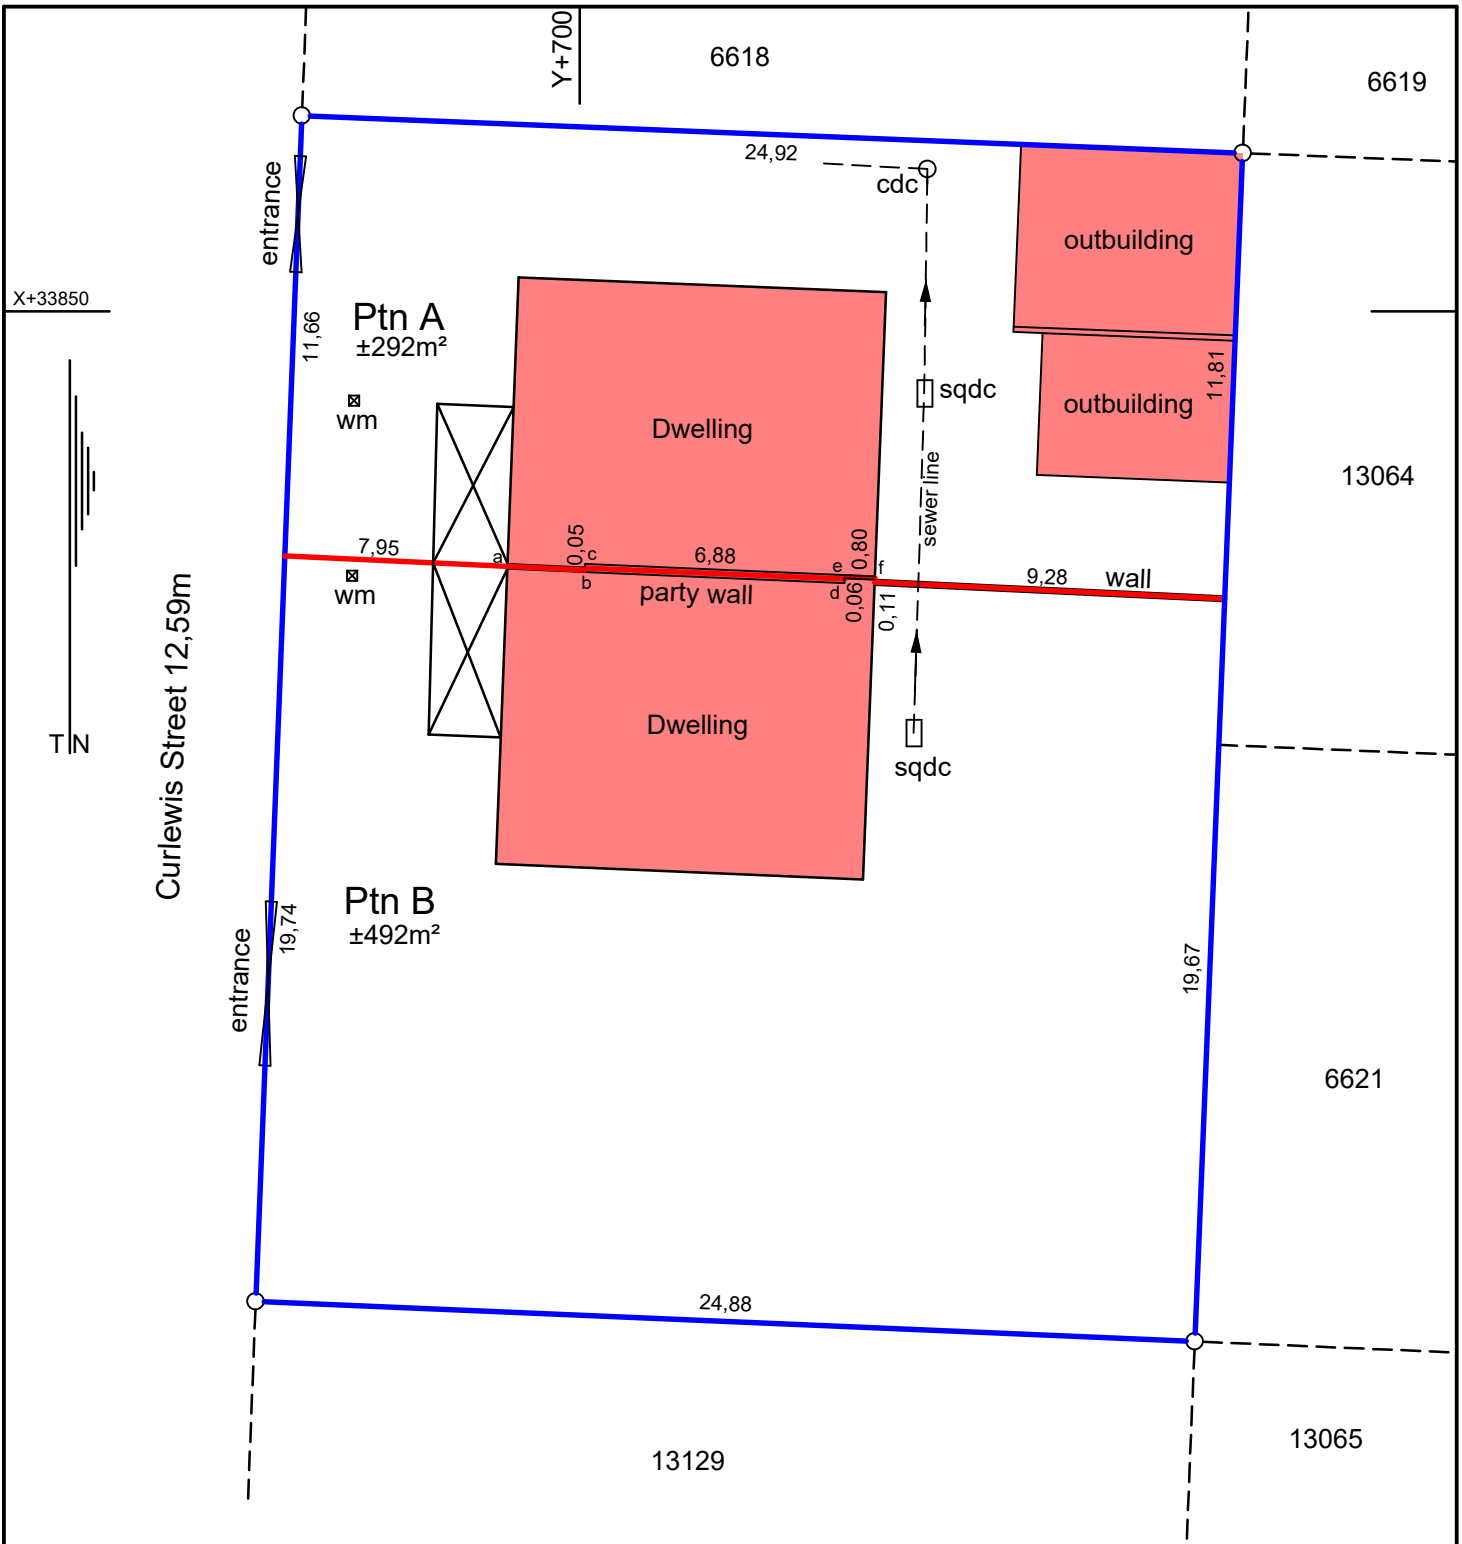 Y+700
6618
6619
24,92
cdc
entrance
outbuilding
X+33850
11,66
Ptn A
±292m²
11,81
sqdc
outbuilding
wm
Dwelling
13064
sewer line
7,95
a
0,05
c
b
6,88
e
0,80
f
d
0,06
0,11
9,28
wall
party wall
wm
Curlewis Street 12,59m
TN
Dwelling
sqdc
Ptn B
±492m²
19,74
entrance
19,67
6621
24,88
13129
13065